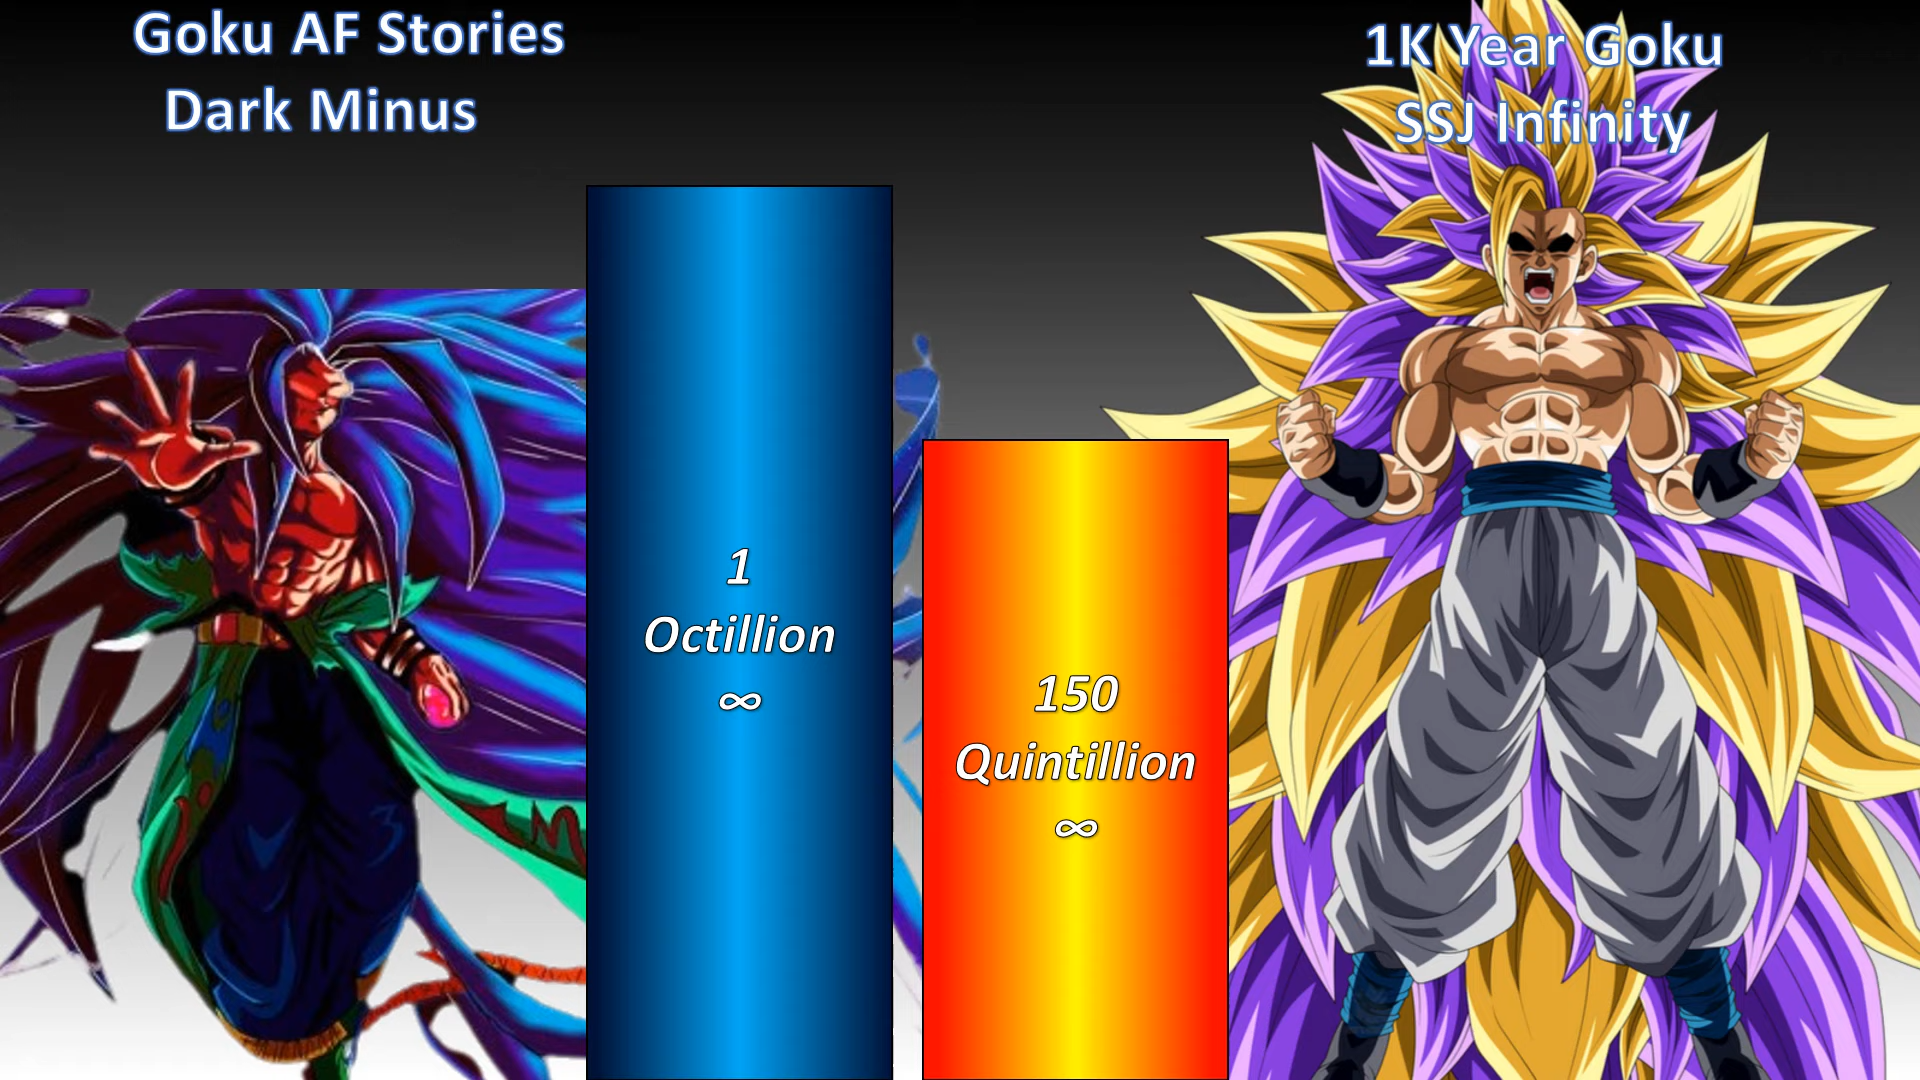 Goku AF Stories
Dark Minus
1K Year Goku
SSJ Infinity
1
Octillion
∞
150
Quintillion
∞